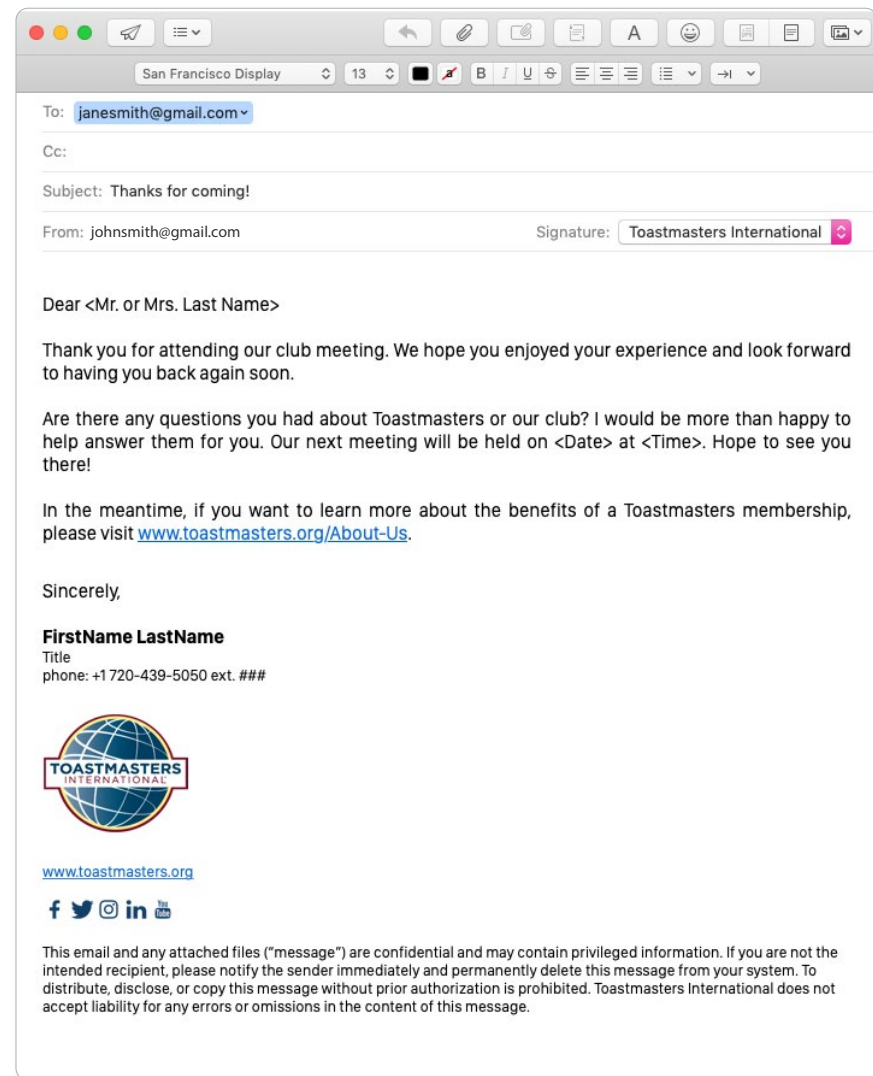 San Francisco Display 13 a B I U S
To: janesmith@gmail.com
Cc:
Subject: Thanks for coming!
From: johnsmith@gmail.com Signature: Toastmasters International
Dear <Mr. or Mrs. Last Name>
Thank you for attending our club meeting. We hope you enjoyed your experience and look forward
to having you back again soon.
Are there any questions you had about Toastmasters or our club? I would be more than happy to
help answer them for you. Our next meeting will be held on <Date> at <Time>. Hope to see you
there!
In the meantime, if you want to learn more about the benefits of a Toastmasters membership,
please visit www.toastmasters.org/About-Us.
Sincerely,
FirstName LastName
Title
phone: +1 720-439-5050 ext. ###
TOASTMASTERS
INTERNATIONAL
www.toastmasters.org
f in You Tube
This email and any attached files (“message”) are confidential and may contain privileged information. If you are not the
intended recipient, please notify the sender immediately and permanently delete this message from your system. To
distribute, disclose, or copy this message without prior authorization is prohibited. Toastmasters International does not
accept liability for any errors or omissions in the content of this message.